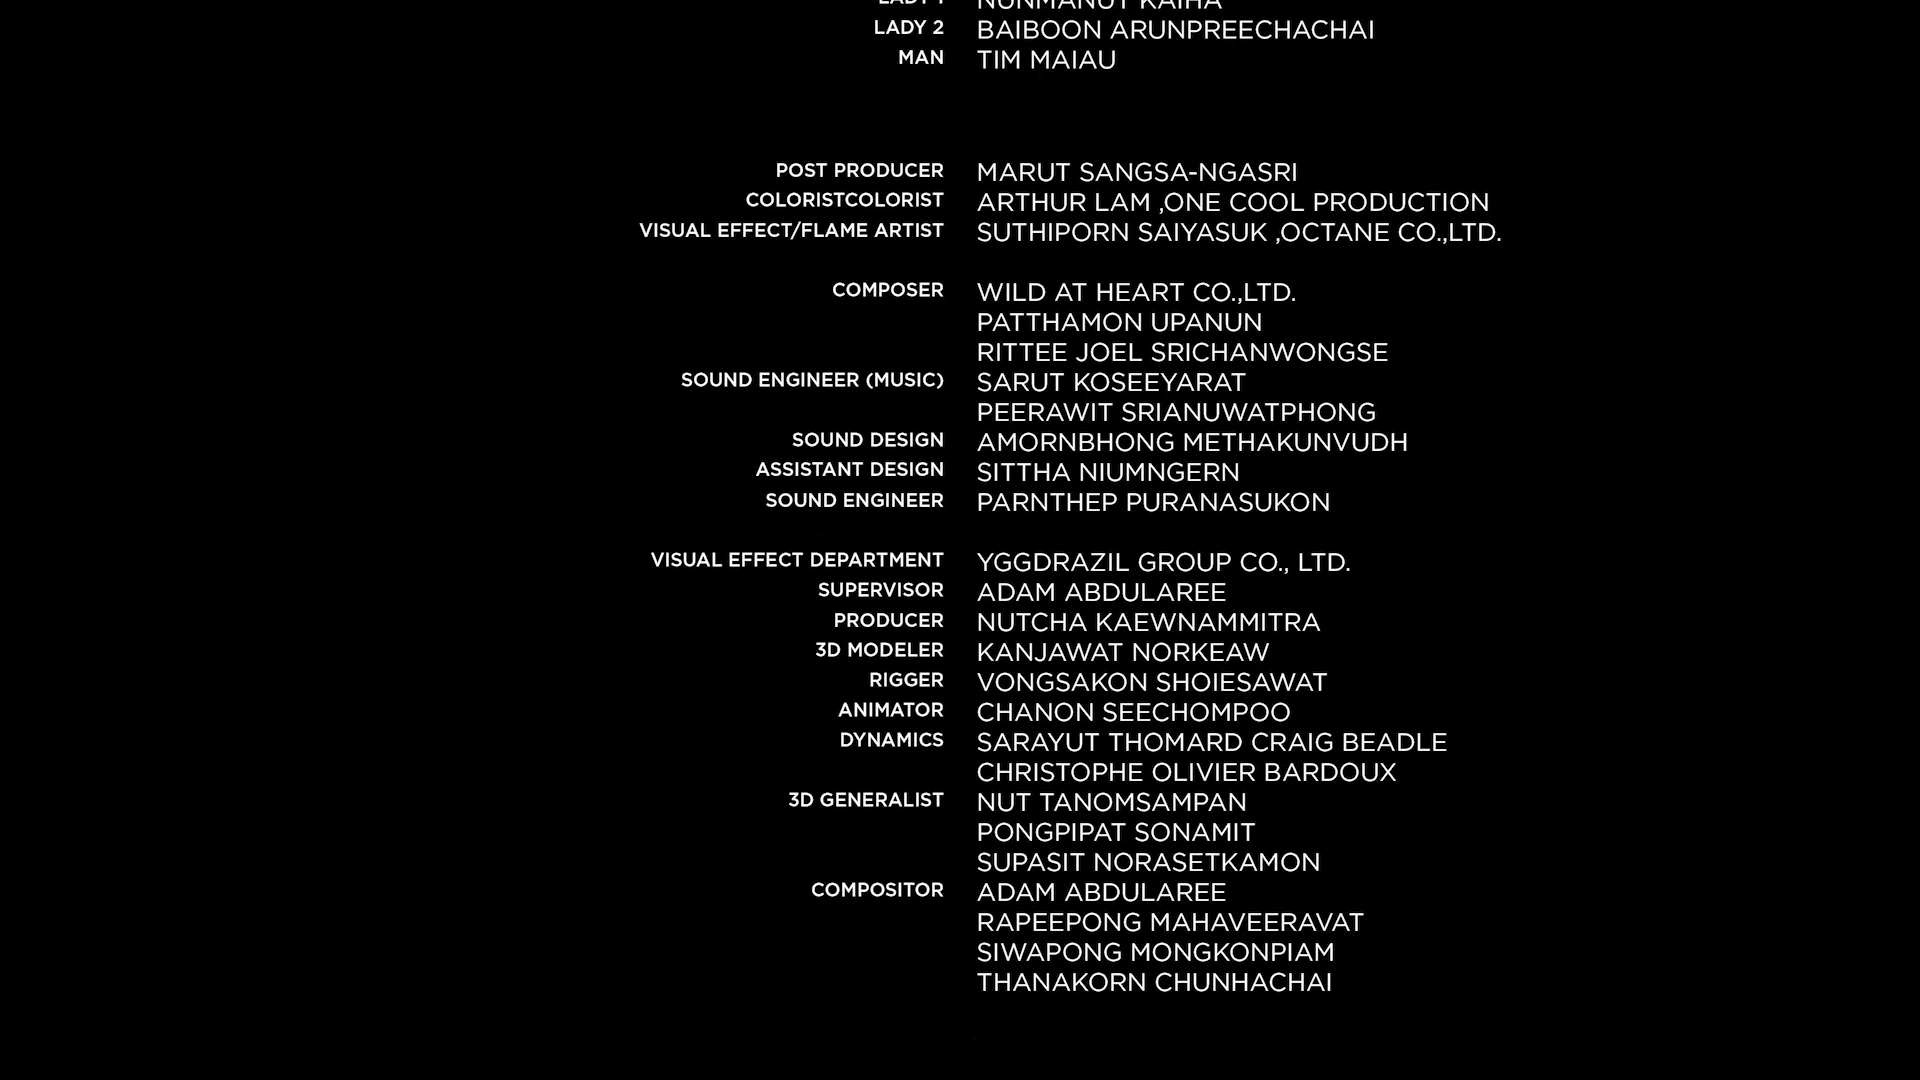 LADY 1 NUNMANUT KAIHA
LADY 2 BAIBOON ARUNPREECHACHAI
MAN TIM MAIAU
POST PRODUCER MARUT SANGSA-NGASRI
COLORISTCOLORIST ARTHUR LAM ,ONE COOL PRODUCTION
VISUAL EFFECT/FLAME ARTIST SUTHIPORN SAIYASUK ,OCTANE CO.,LTD.
COMPOSER WILD AT HEART CO.,LTD.
PATTHAMON UPANUN
RITTEE JOEL SRICHANWONGSE
SOUND ENGINEER (MUSIC) SARUT KOSEEYARAT
PEERAWIT SRIANUWATPHONG
SOUND DESIGN AMORNBHONG METHAKUNVUDH
ASSISTANT DESIGN SITTHA NIUMNGERN
SOUND ENGINEER PARNTHEP PURANASUKON
VISUAL EFFECT DEPARTMENT YGGDRAZIL GROUP CO., LTD.
SUPERVISOR ADAM ABDULAREE
PRODUCER NUTCHA KAEWNAMMITRA
3D MODELER KANJAWAT NORKEAW
RIGGER VONGSAKON SHOIESAWAT
ANIMATOR CHANON SEECHOMPOO
DYNAMICS SARAYUT THOMARD CRAIG BEADLE
CHRISTOPHE OLIVIER BARDOUX
3D GENERALIST NUT TANOMSAMPAN
PONGPIPAT SONAMIT
SUPASIT NORASETKAMON
COMPOSITOR ADAM ABDULAREE
RAPEEPONG MAHAVEERAVAT
SIWAPONG MONGKONPIAM
THANAKORN CHUNHACHAI